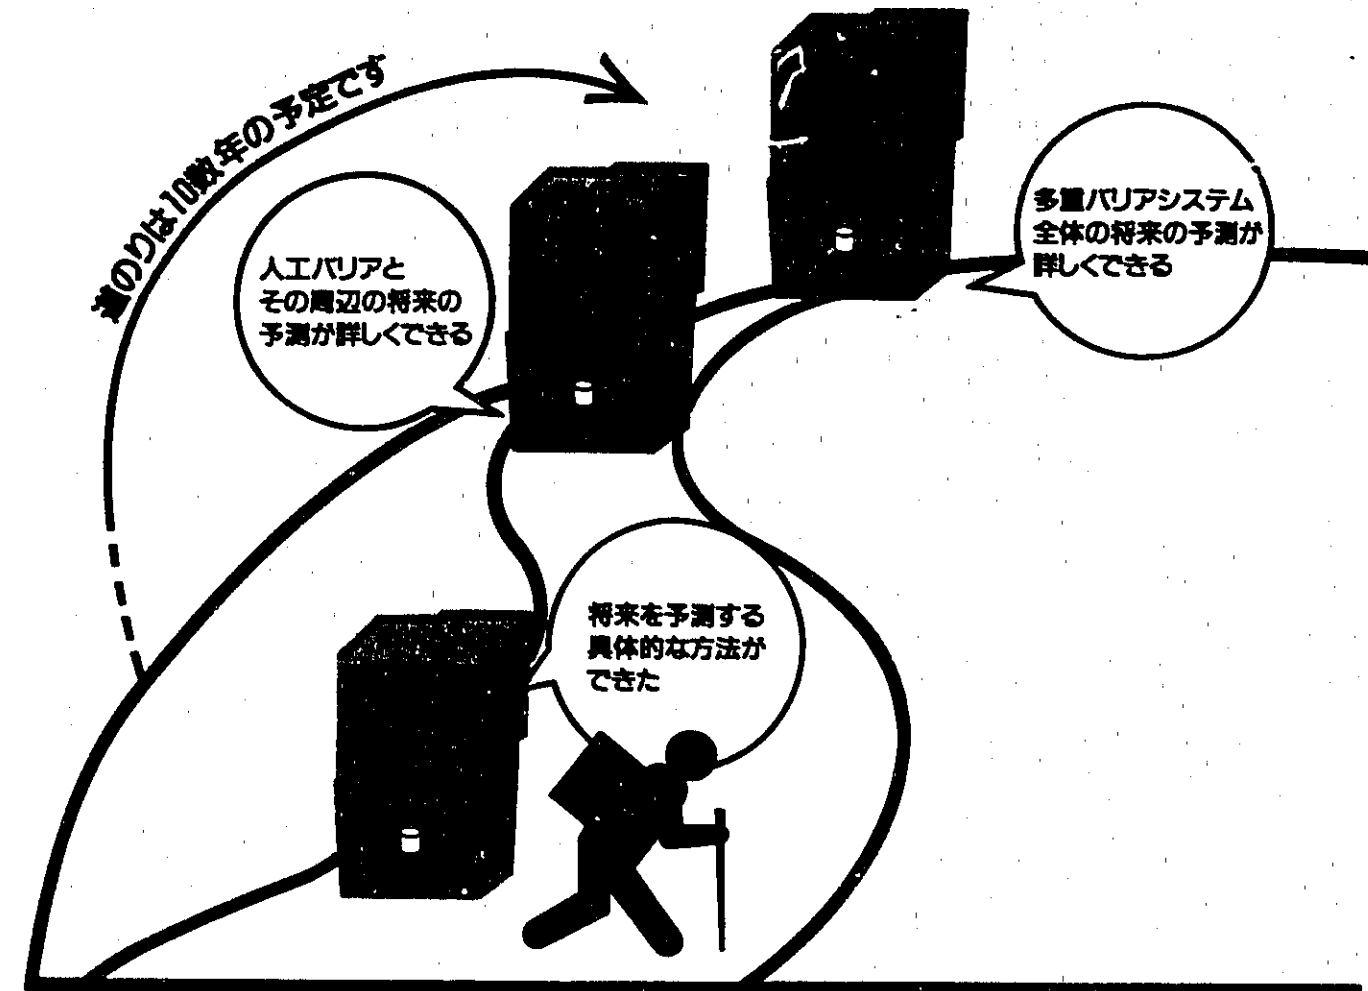 道のりは10数年の予定です
多重バリアシステム
全体の将来の予測が
詳しくできる
人工バリアと
その周辺の将来の
予測が詳しくできる
将来を予測する
具体的な方法が
できた